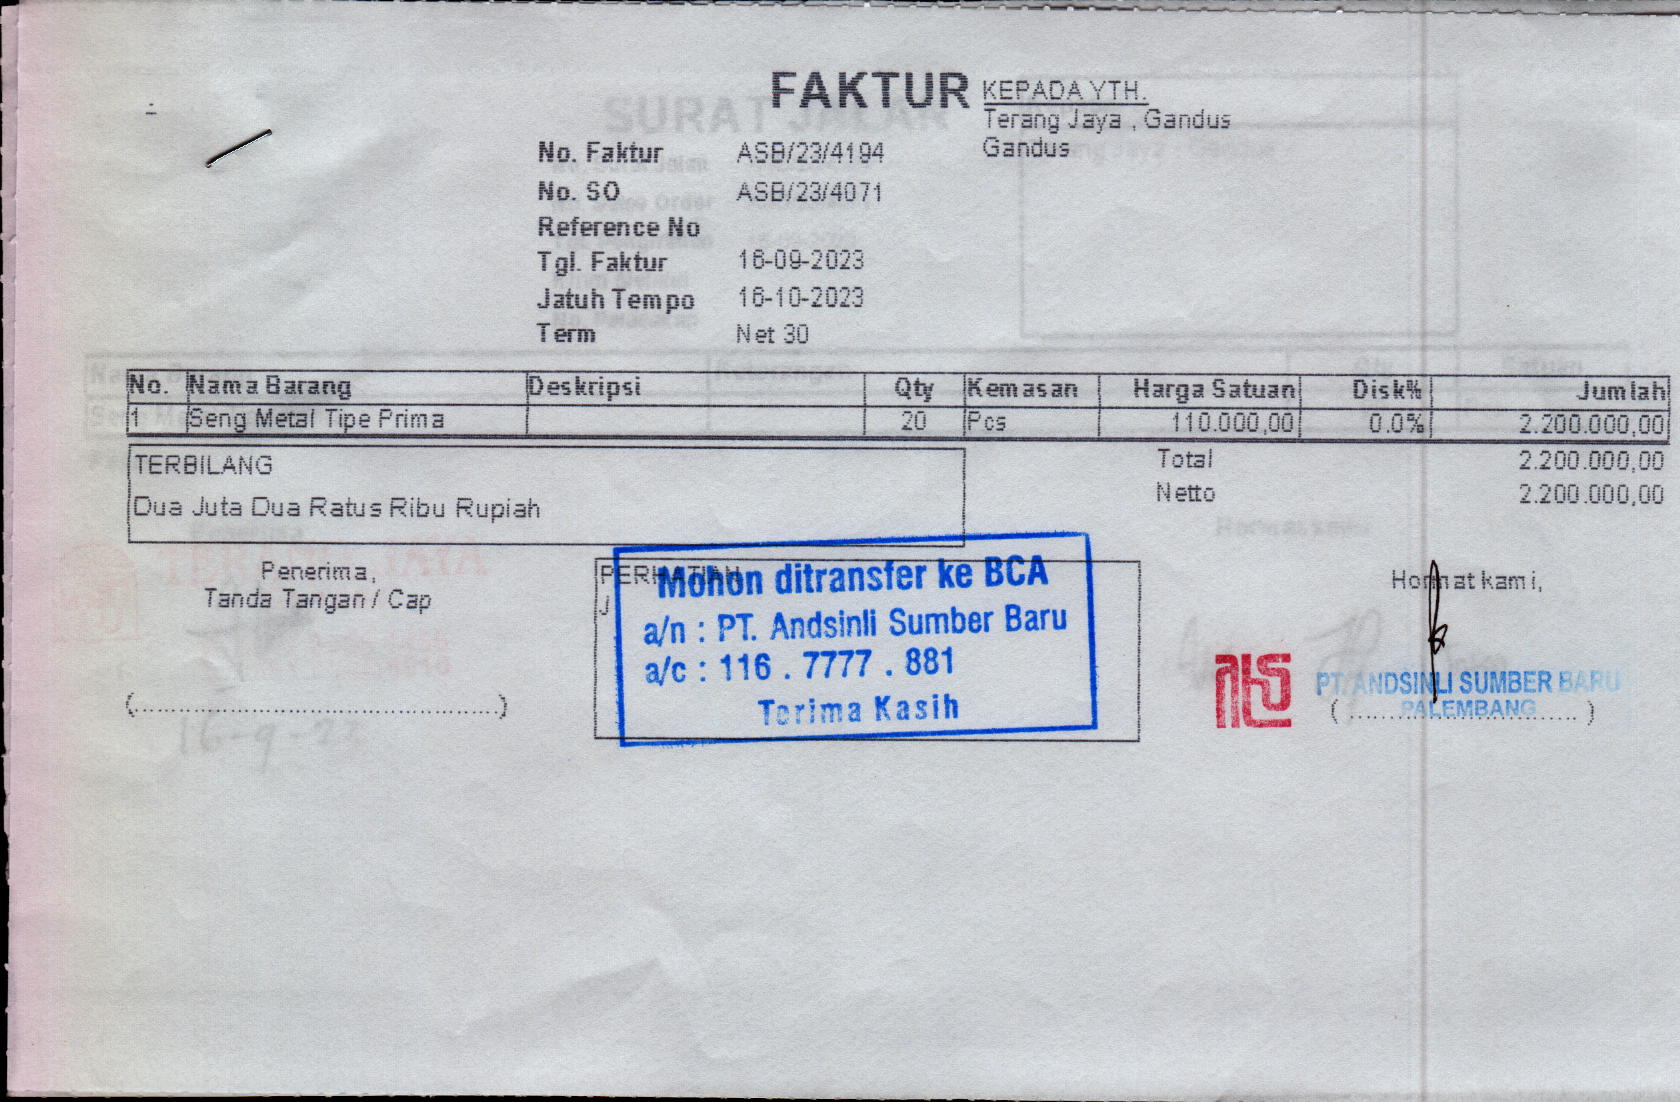 FAKTUR
KEPADA YTH.
Terang Jaya , Gandus
Gandus
No. Faktur ASB/23/4194
No. SO ASB/23/4071
Reference No
Tgl. Faktur 16-09-2023
Jatuh Tempo 16-10-2023
Term Net 30
No. Nama Barang Deskripsi Qty Kemasan Harga Satuan Disk% Jumlah
1 Seng Metal Tipe Prima 20 Pcs 110.000,00 0.0% 2.200.000,00
TERBILANG
Dua Juta Dua Ratus Ribu Rupiah
Total 2.200.000,00
Netto 2.200.000,00
Penerima,
Tanda Tangan / Cap
(.....................................................)
PERHATIAN
Mohon ditransfer ke BCA
a/n : PT. Andsinli Sumber Baru
a/c : 116 . 7777 . 881
Terima Kasih
Hormat kami,
PT. ANDSINLI SUMBER BARU
PALEMBANG
SURAT JALAN
TERANG JAYA
16-9-23